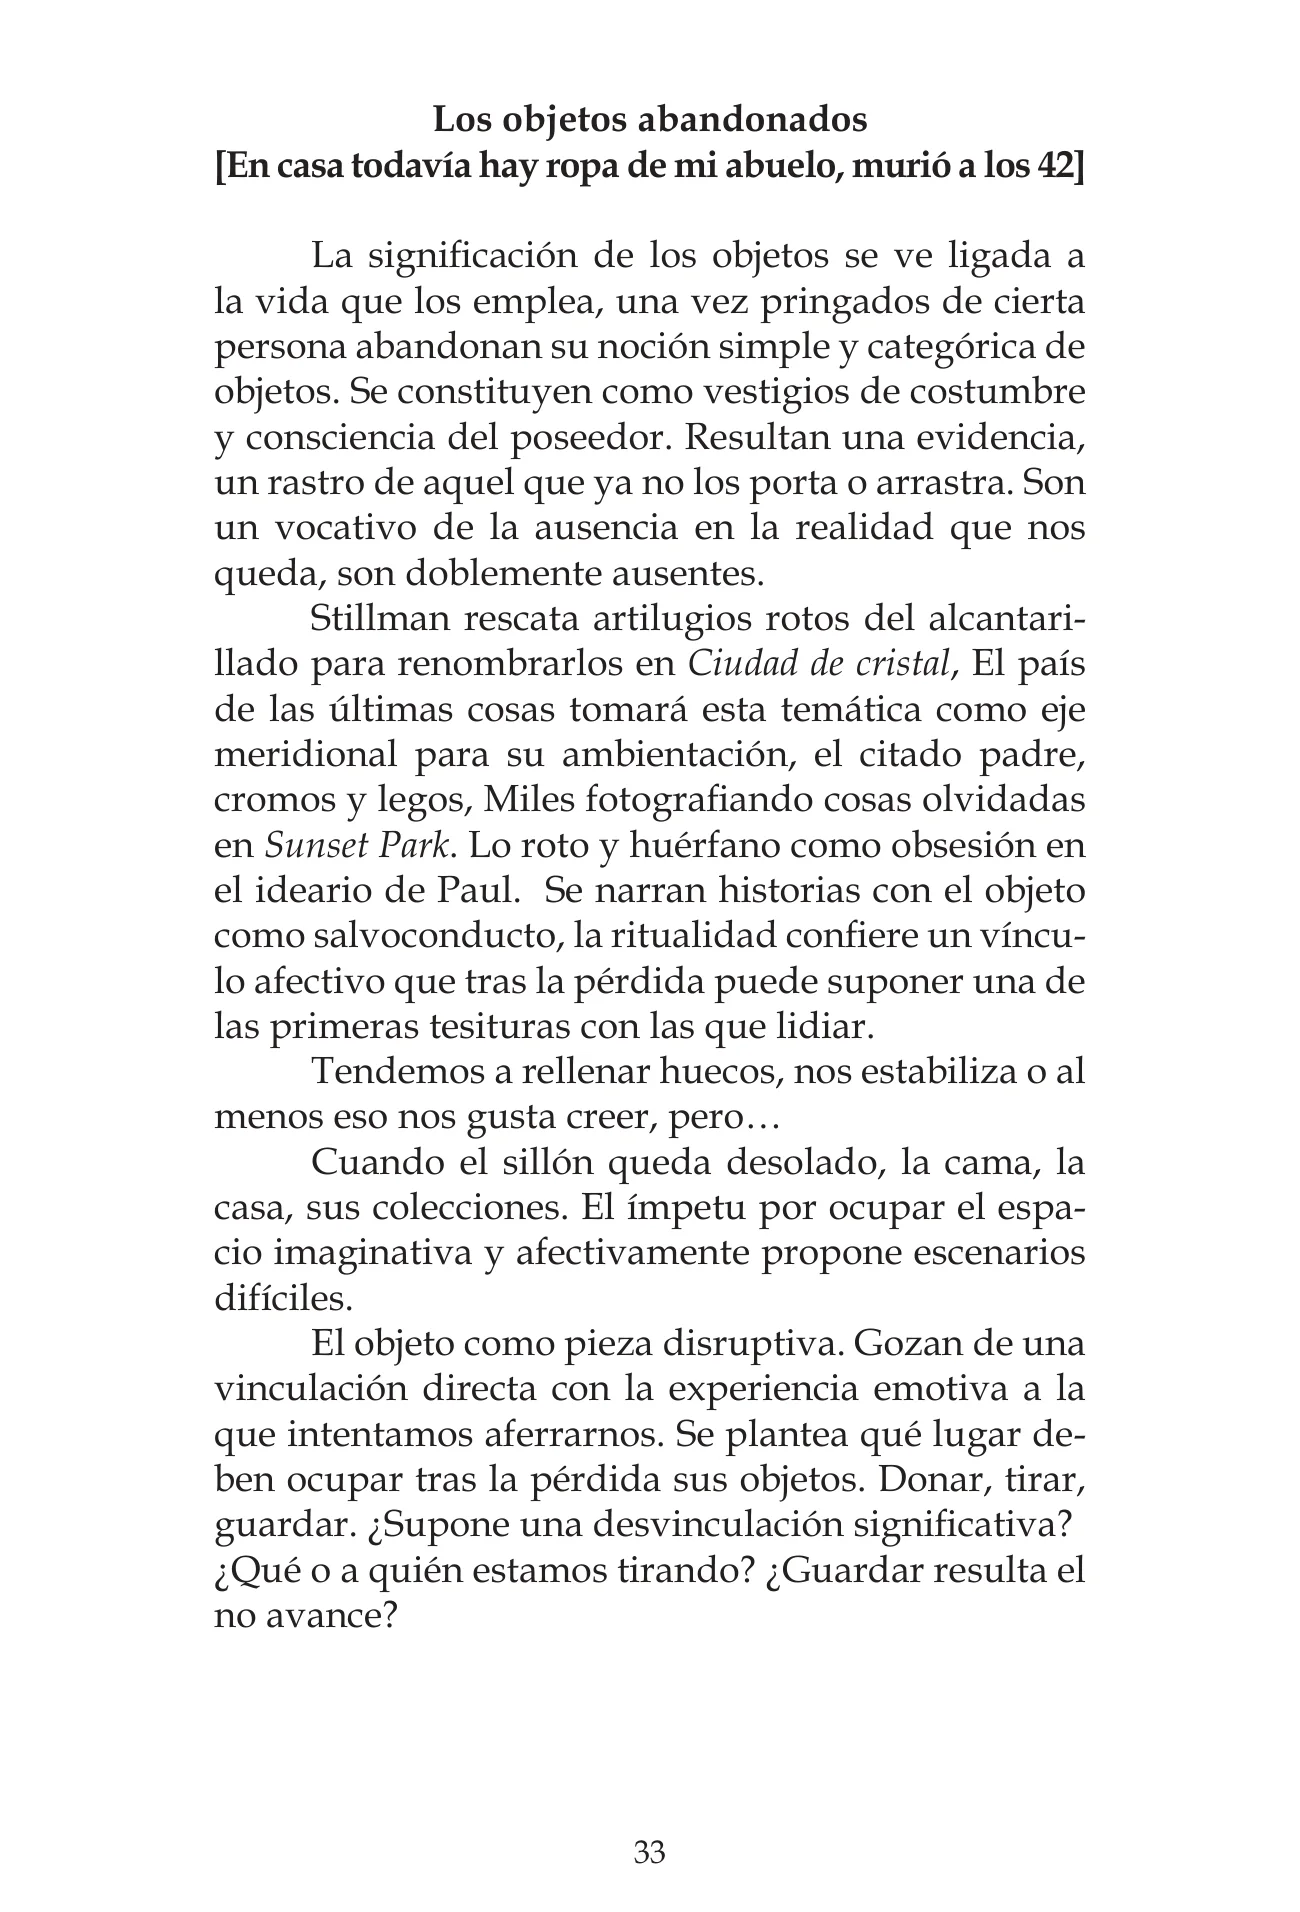 Los objetos abandonados
[En casa todavía hay ropa de mi abuelo, murió a los 42]
La significación de los objetos se ve ligada a
la vida que los emplea, una vez pringados de cierta
persona abandonan su noción simple y categórica de
objetos. Se constituyen como vestigios de costumbre
y consciencia del poseedor. Resultan una evidencia,
un rastro de aquel que ya no los porta o arrastra. Son
un vocativo de la ausencia en la realidad que nos
queda, son doblemente ausentes.
Stillman rescata artilugios rotos del alcantari-
llado para renombrarlos en Ciudad de cristal, El país
de las últimas cosas tomará esta temática como eje
meridional para su ambientación, el citado padre,
cromos y legos, Miles fotografiando cosas olvidadas
en Sunset Park. Lo roto y huérfano como obsesión en
el ideario de Paul.  Se narran historias con el objeto
como salvoconducto, la ritualidad confiere un víncu-
lo afectivo que tras la pérdida puede suponer una de
las primeras tesituras con las que lidiar.
Tendemos a rellenar huecos, nos estabiliza o al
menos eso nos gusta creer, pero…
Cuando el sillón queda desolado, la cama, la
casa, sus colecciones. El ímpetu por ocupar el espa-
cio imaginativa y afectivamente propone escenarios
difíciles.
El objeto como pieza disruptiva. Gozan de una
vinculación directa con la experiencia emotiva a la
que intentamos aferrarnos. Se plantea qué lugar de-
ben ocupar tras la pérdida sus objetos. Donar, tirar,
guardar. ¿Supone una desvinculación significativa?
¿Qué o a quién estamos tirando? ¿Guardar resulta el
no avance?
33